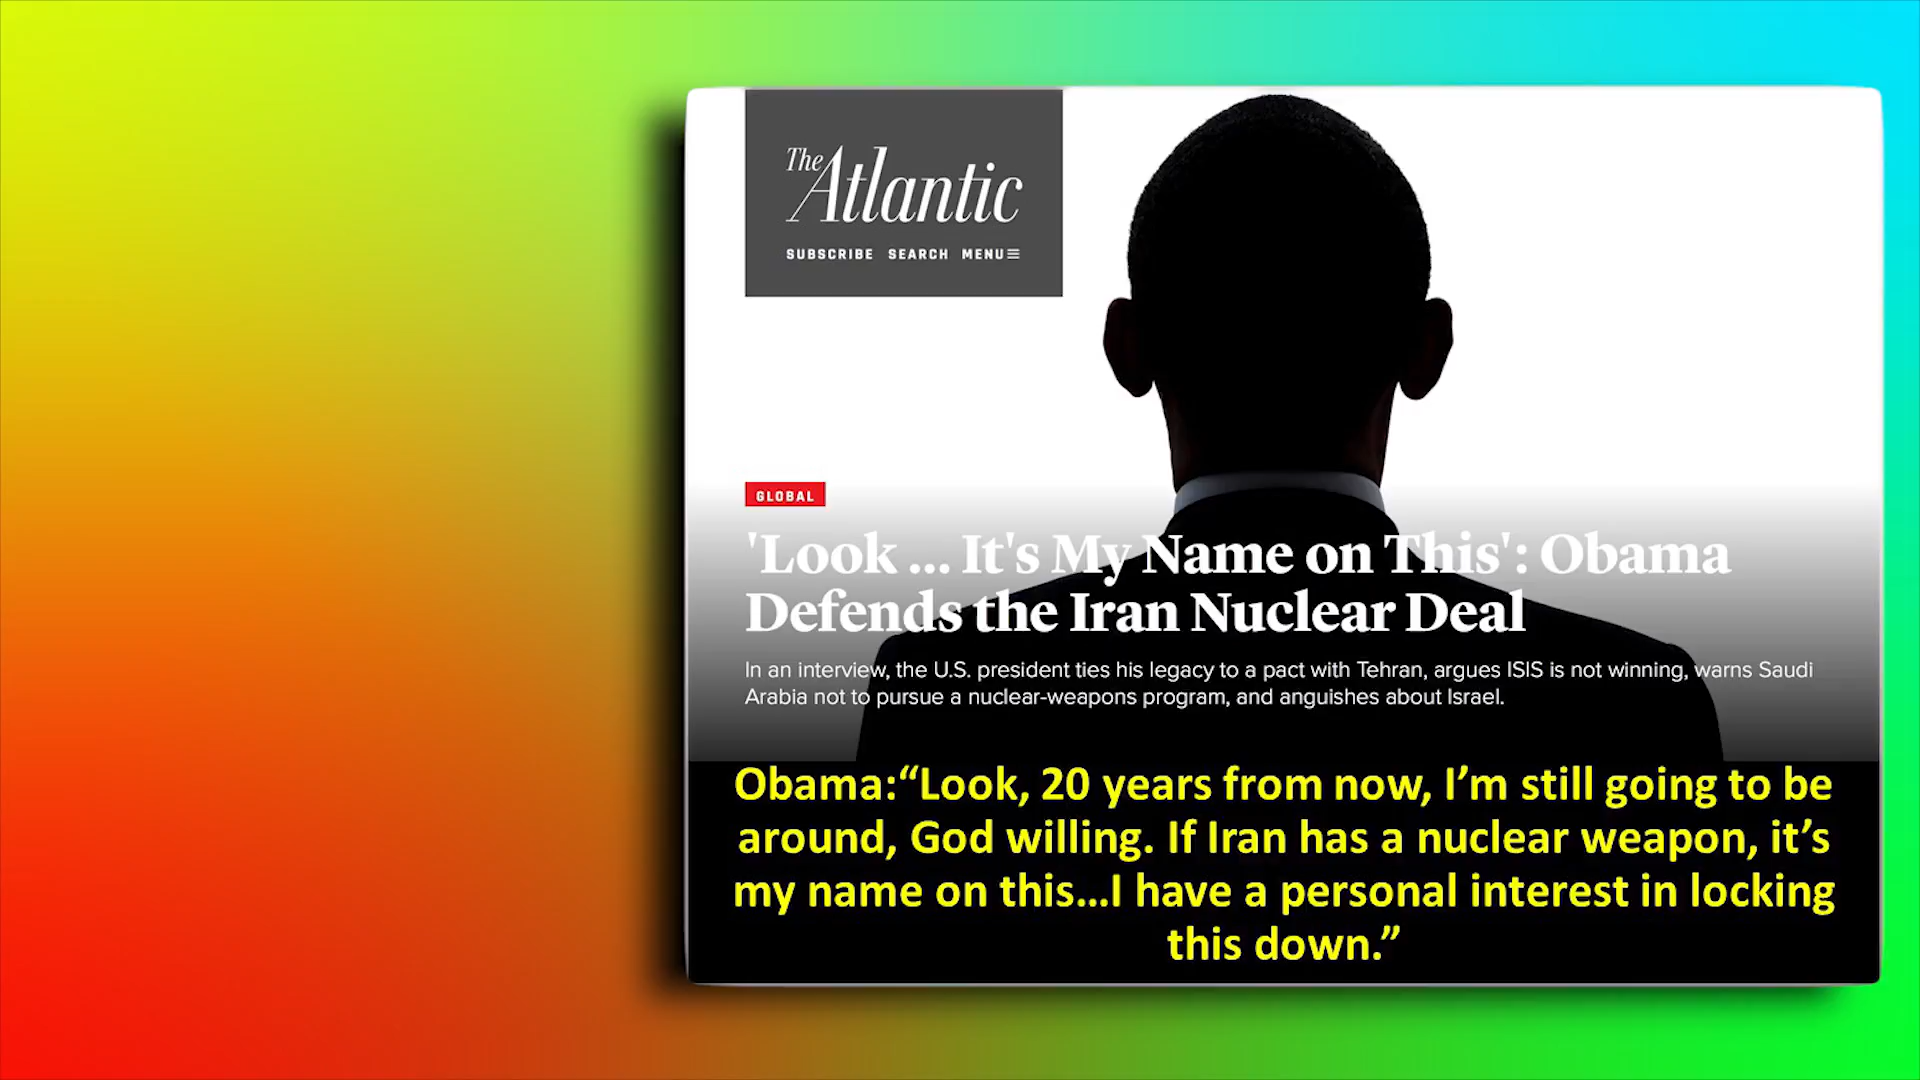 The Atlantic
SUBSCRIBE SEARCH MENU
GLOBAL
'Look ... It's My Name on This': Obama
Defends the Iran Nuclear Deal
In an interview, the U.S. president ties his legacy to a pact with Tehran, argues ISIS is not winning, warns Saudi
Arabia not to pursue a nuclear-weapons program, and anguishes about Israel.
Obama:“Look, 20 years from now, I’m still going to be
around, God willing. If Iran has a nuclear weapon, it’s
my name on this...I have a personal interest in locking
this down.”